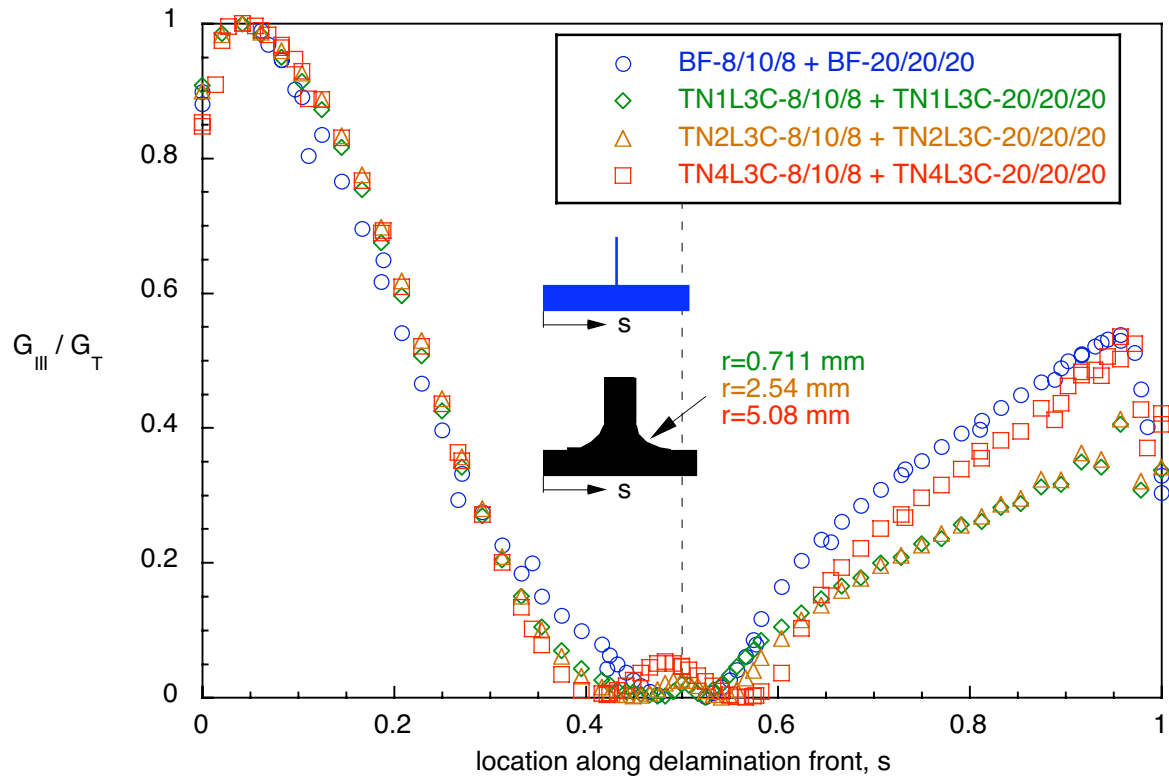 1
0.8
0.6
0.4
0.2
0
G_III / G_T
BF-8/10/8 + BF-20/20/20
TN1L3C-8/10/8 + TN1L3C-20/20/20
TN2L3C-8/10/8 + TN2L3C-20/20/20
TN4L3C-8/10/8 + TN4L3C-20/20/20
s
r=0.711 mm
r=2.54 mm
r=5.08 mm
s
0 0.2 0.4 0.6 0.8 1
location along delamination front, s